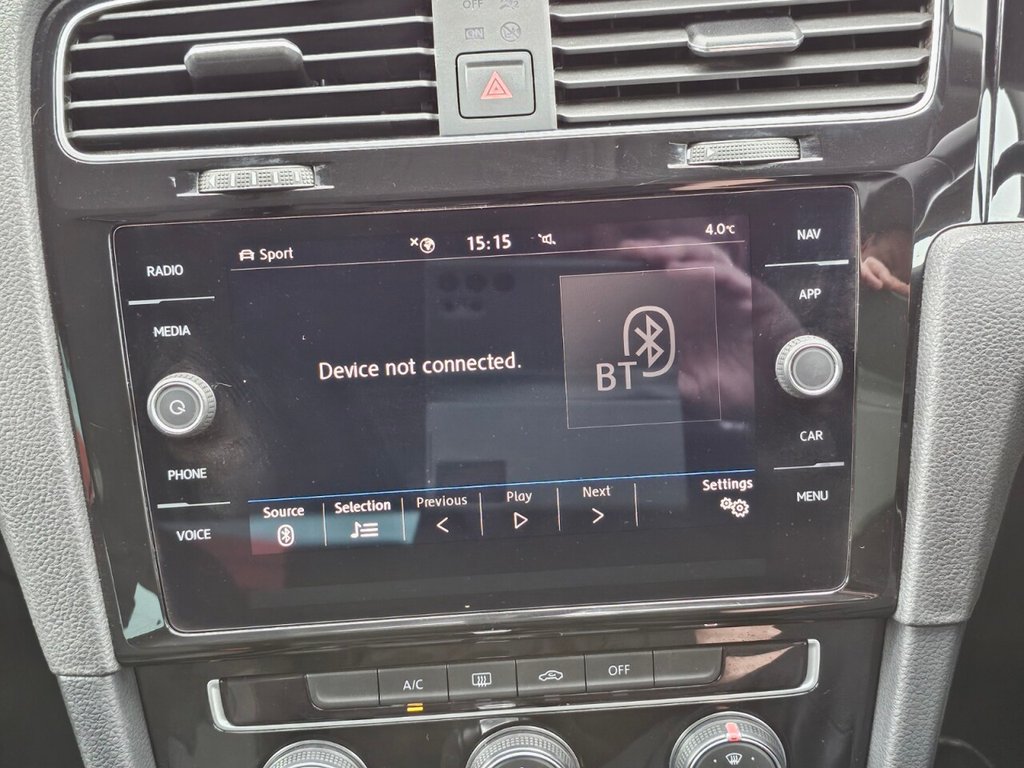 OFF
ON
Sport
15:15
4.0°C
NAV
RADIO
APP
MEDIA
Device not connected.
BT
CAR
PHONE
MENU
VOICE
Source
Selection
Previous
Play
Next
Settings
A/C
OFF